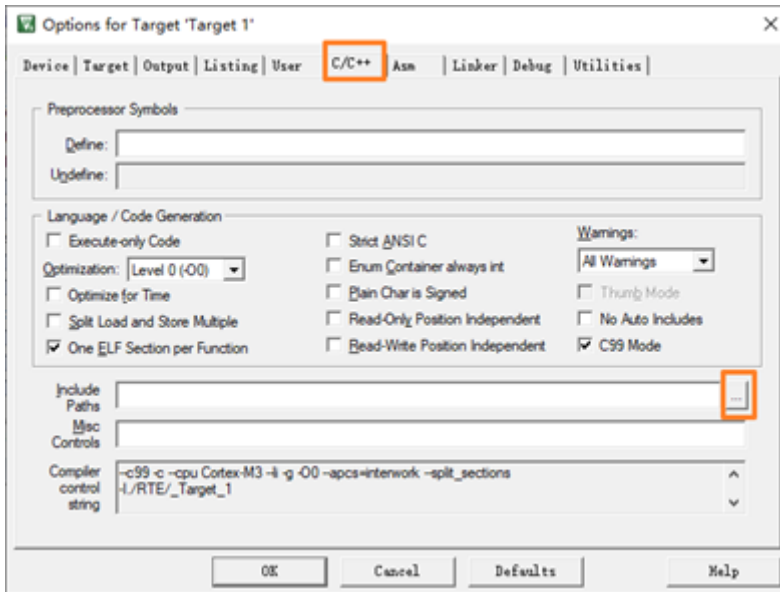 Options for Target 'Target 1'
Device | Target | Output | Listing | User C/C++ Asm | Linker | Debug | Utilities |
Preprocessor Symbols
Define:
Undefine:
Language / Code Generation
Execute-only Code Strict ANSI C Warnings:
Optimization: Level 0 (-O0) Enum Container always int All Warnings
Optimize for Time Plain Char is Signed Thumb Mode
Split Load and Store Multiple Read-Only Position Independent No Auto Includes
One ELF Section per Function Read-Write Position Independent C99 Mode
Include
Paths ...
Misc
Controls
Compiler
control
string
--c99 -c --cpu Cortex-M3 -li -g -O0 --apcs=interwork --split_sections
-I./RTE/_Target_1
OK Cancel Defaults Help